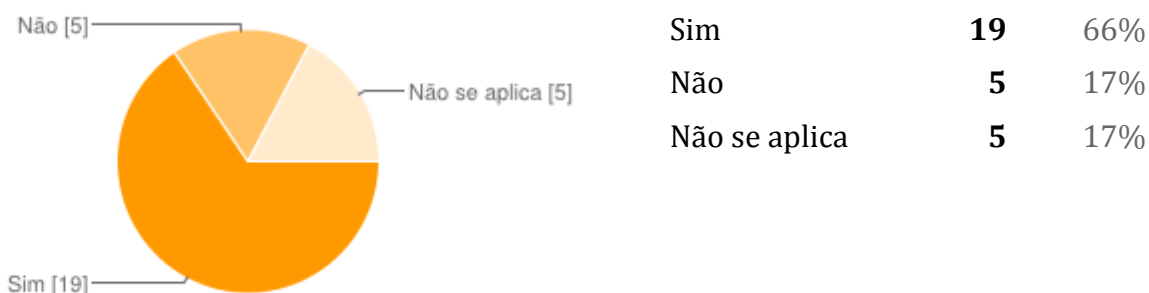 Não [5]
Não se aplica [5]
Sim [19]
Sim 19 66%
Não 5 17%
Não se aplica 5 17%